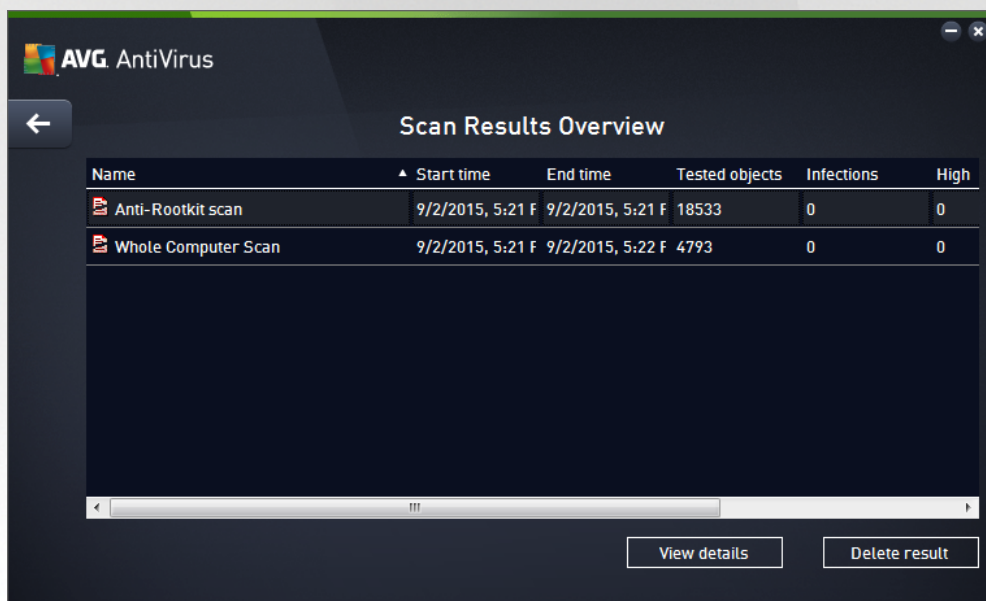 AVG. AntiVirus
Scan Results Overview
Name Start time End time Tested objects Infections High
Anti-Rootkit scan 9/2/2015, 5:21 9/2/2015, 5:21 18533 0 0
Whole Computer Scan 9/2/2015, 5:21 9/2/2015, 5:22 4793 0 0
View details Delete result